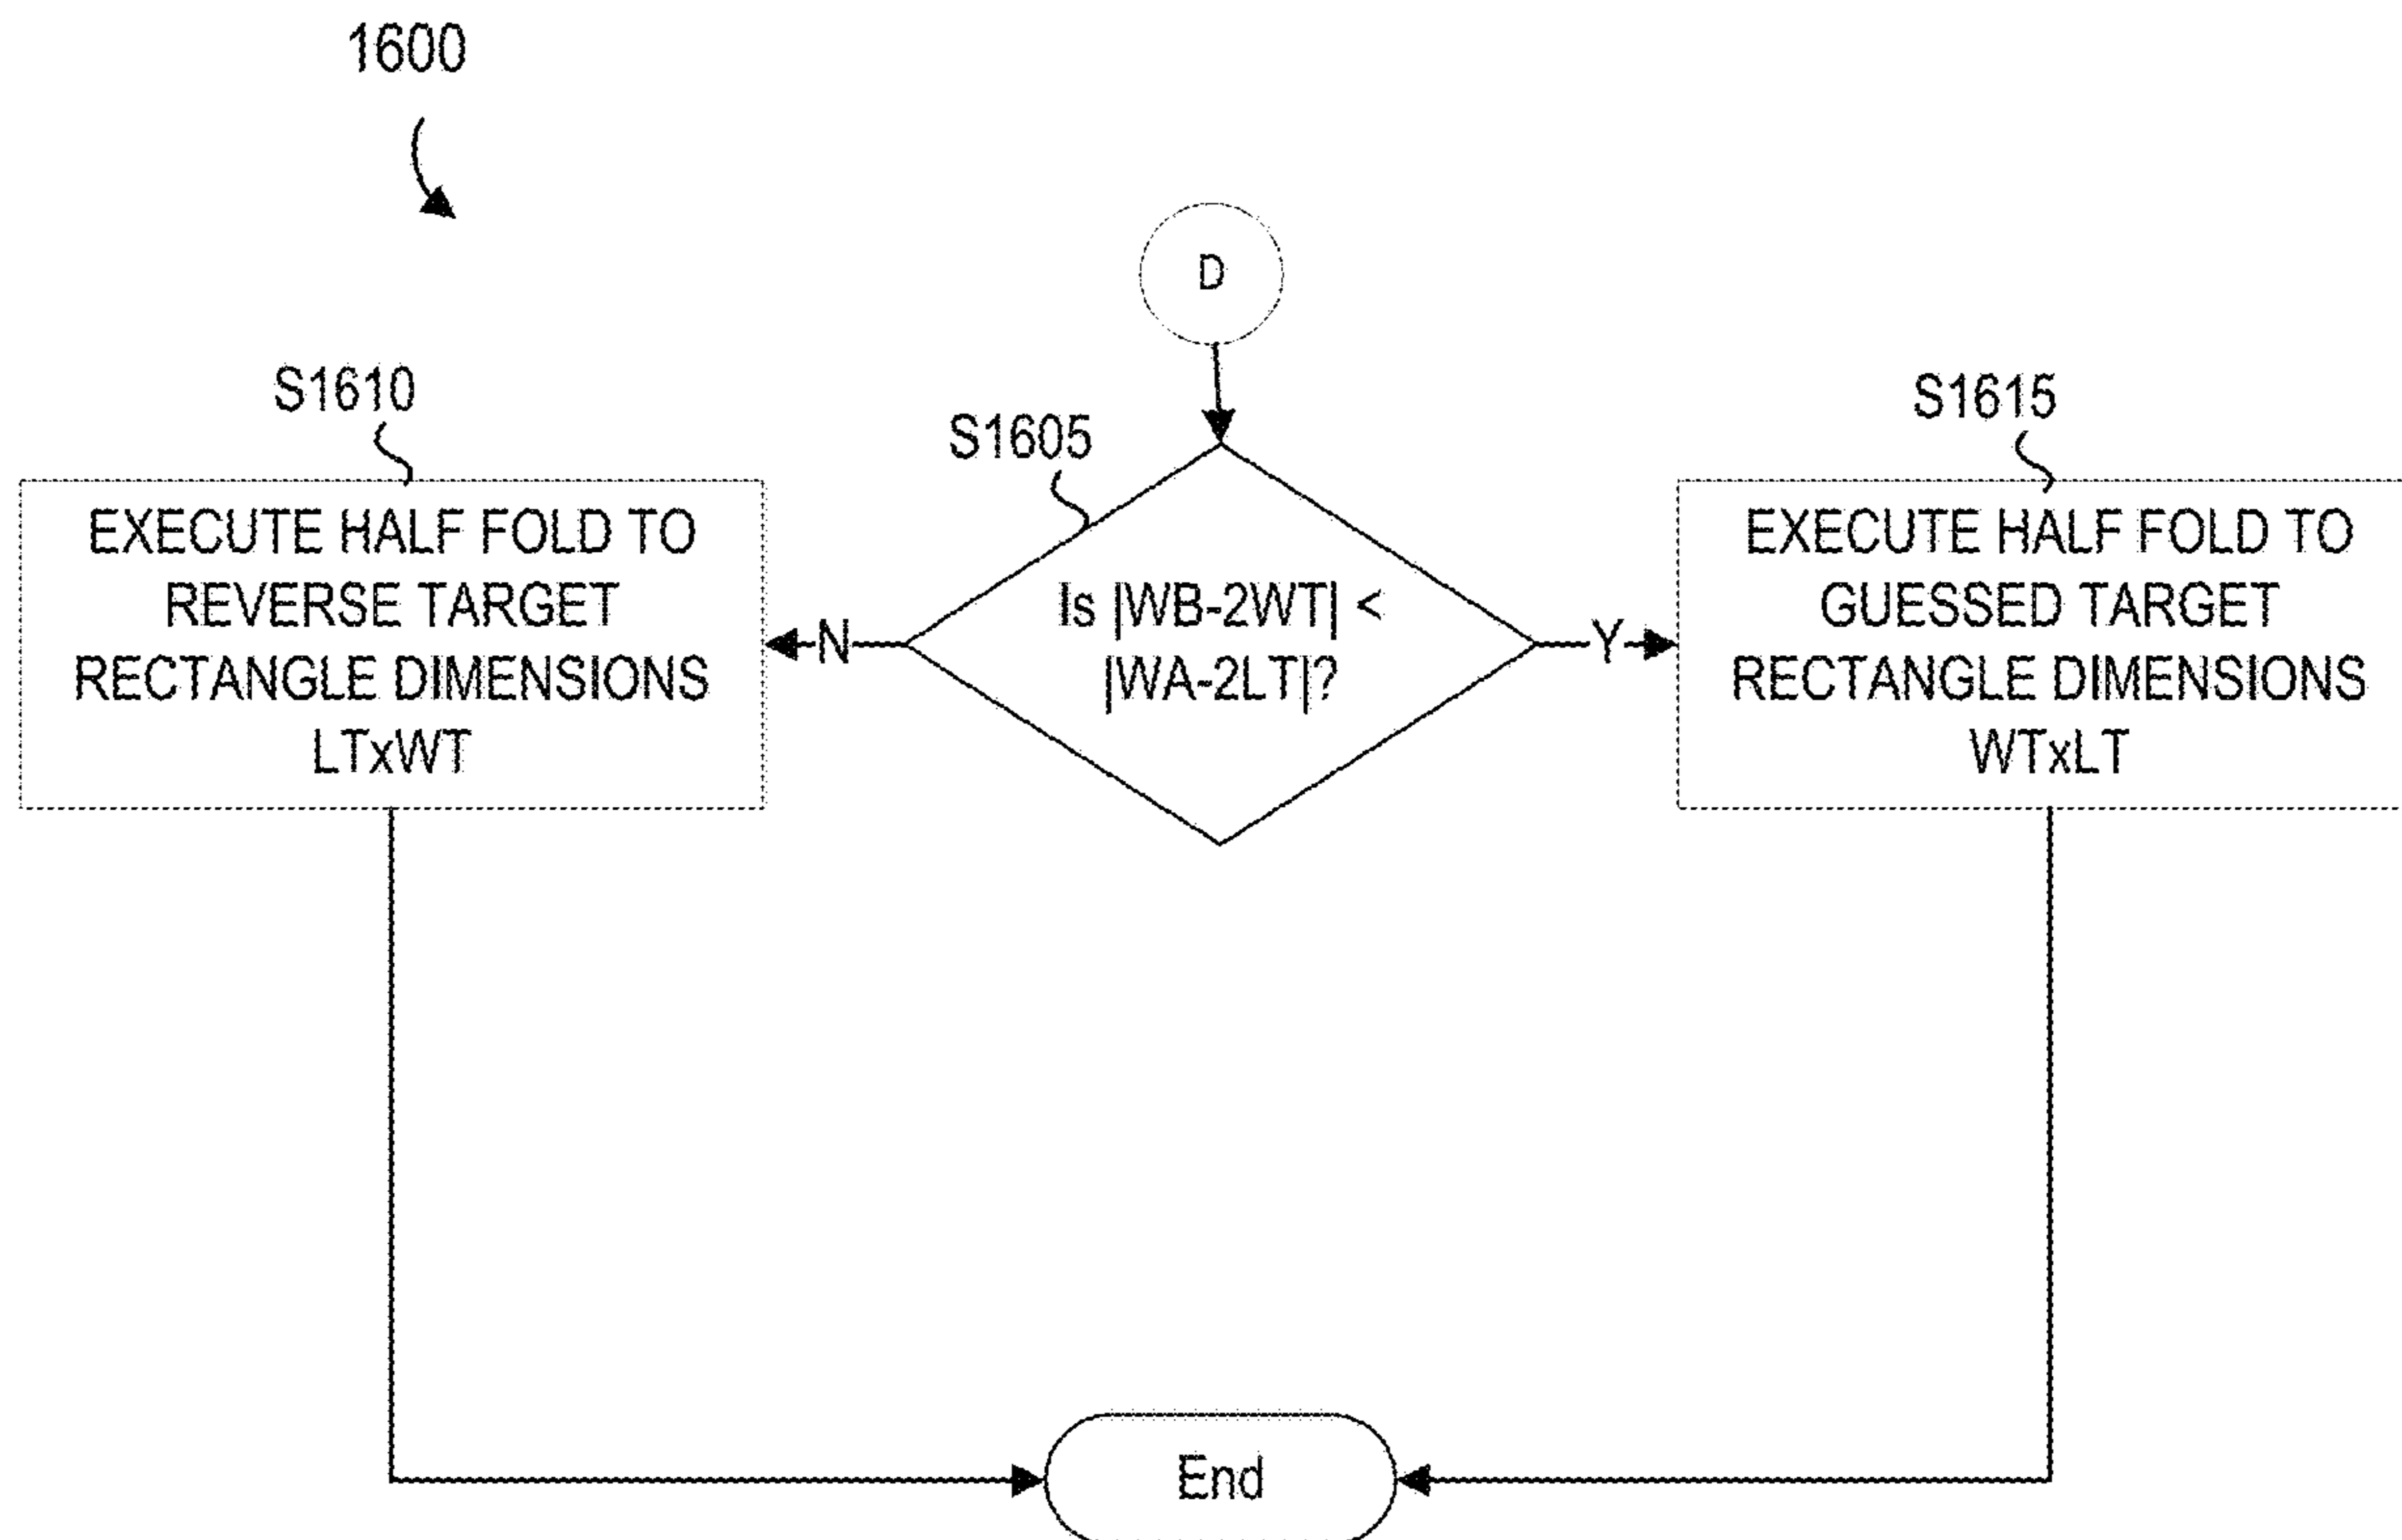 1600
D
S1610
S1605
S1615
EXECUTE HALF FOLD TO
REVERSE TARGET
RECTANGLE DIMENSIONS
LTxWT
Is |WB-2WT| <
|WA-2LT|?
N
Y
EXECUTE HALF FOLD TO
GUESSED TARGET
RECTANGLE DIMENSIONS
WTxLT
End